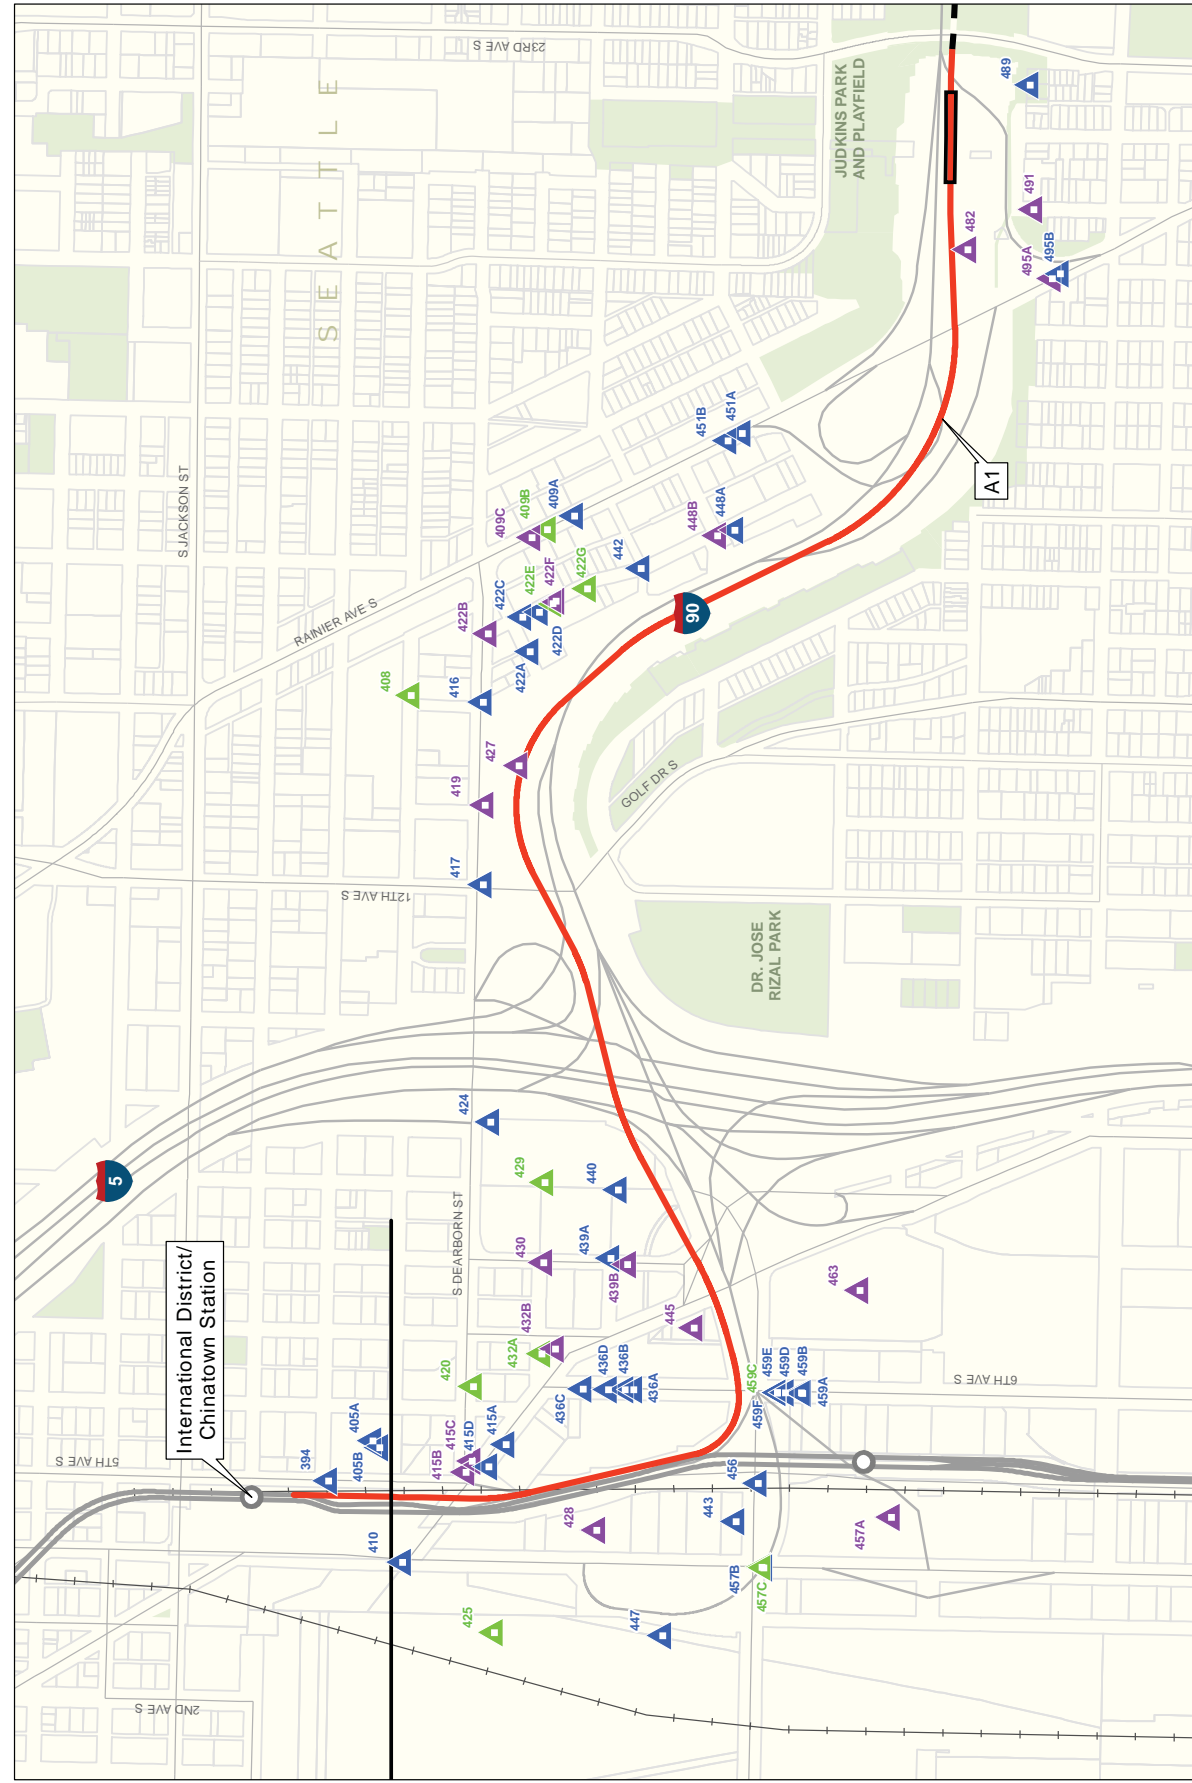 23RD AVE S
S E A T T L E
JUDKINS PARK
AND PLAYFIELD
489
491
482
495A
495B
S JACKSON ST
RAINIER AVE S
451B
451A
409C
409B
409A
448B
448A
442
422G
422F
422E
422C
422D
422B
422A
A1
90
408
416
427
419
GOLF DR S
417
12TH AVE S
DR. JOSE
RIZAL PARK
5
424
429
440
International District/
Chinatown Station
S DEARBORN ST
430
439A
439B
463
445
432B
432A
420
436D
436B
436C
436A
459C
459E
459D
459B
459F
459A
6TH AVE S
5TH AVE S
394
405A
405B
415C
415B
415D
415A
456
443
428
457A
410
457B
457C
425
447
2ND AVE S